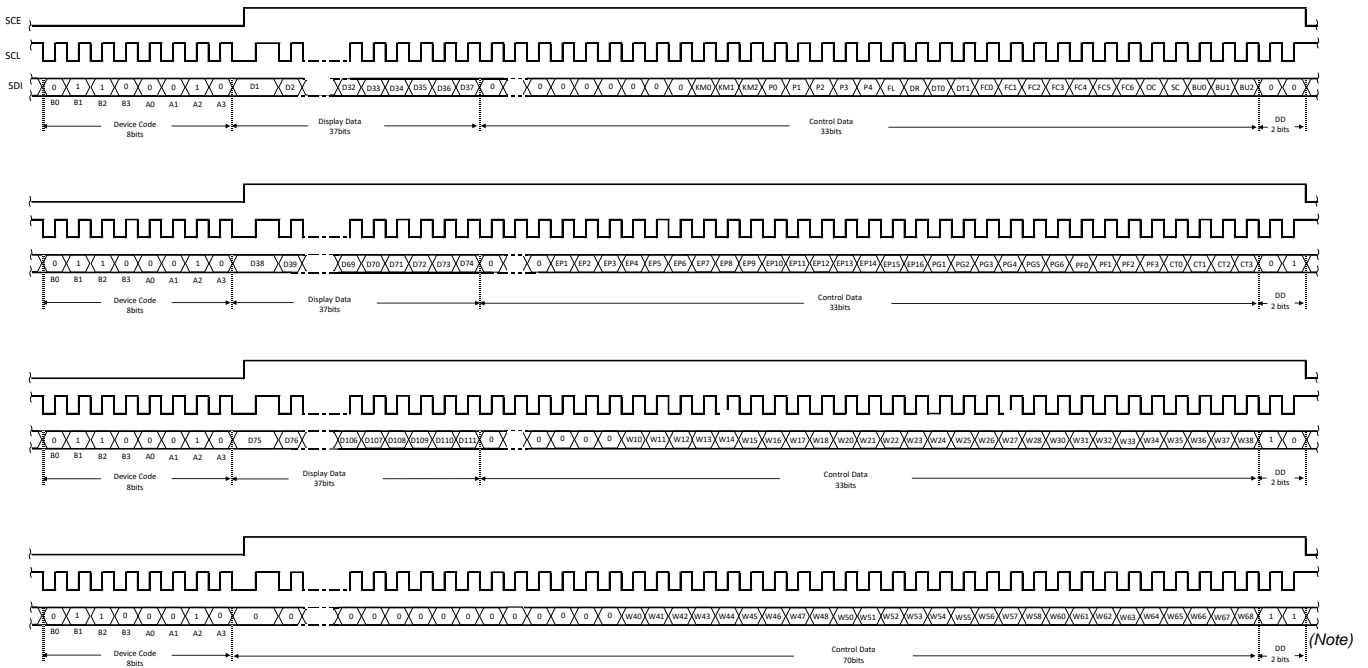 SCE
SCL
SDI 0 1 1 0 0 0 1 0 D1 D2 D32 D33 D34 D35 D36 D37 0 0 0 0 0 0 0 0 KM0 KM1 KM2 P0 P1 P2 P3 P4 FL DR DT0 DT1 FC0 FC1 FC2 FC3 FC4 FC5 FC6 OC SC BU0 BU1 BU2 0 0
B0 B1 B2 B3 A0 A1 A2 A3
Device Code
8bits
Display Data
37bits
Control Data
33bits
DD
2 bits
0 1 1 0 0 0 1 0 D38 D39 D69 D70 D71 D72 D73 D74 0 0 EP1 EP2 EP3 EP4 EP5 EP6 EP7 EP8 EP9 EP10 EP11 EP12 EP13 EP14 EP15 EP16 PG1 PG2 PG3 PG4 PG5 PG6 PF0 PF1 PF2 PF3 CT0 CT1 CT2 CT3 0 1
B0 B1 B2 B3 A0 A1 A2 A3
Device Code
8bits
Display Data
37bits
Control Data
33bits
DD
2 bits
0 1 1 0 0 0 1 0 D75 D76 D106 D107 D108 D109 D110 D111 0 0 0 0 0 W10 W11 W12 W13 W14 W15 W16 W17 W18 W20 W21 W22 W23 W24 W25 W26 W27 W28 W30 W31 W32 W33 W34 W35 W36 W37 W38 1 0
B0 B1 B2 B3 A0 A1 A2 A3
Device Code
8bits
Display Data
37bits
Control Data
33bits
DD
2 bits
0 1 1 0 0 0 1 0 0 0 0 0 0 0 0 0 0 0 0 0 0 0 W40 W41 W42 W43 W44 W45 W46 W47 W48 W50 W51 W52 W53 W54 W55 W56 W57 W58 W60 W61 W62 W63 W64 W65 W66 W67 W68 1 1
B0 B1 B2 B3 A0 A1 A2 A3
(Note)
Device Code
8bits
Control Data
70bits
DD
2 bits